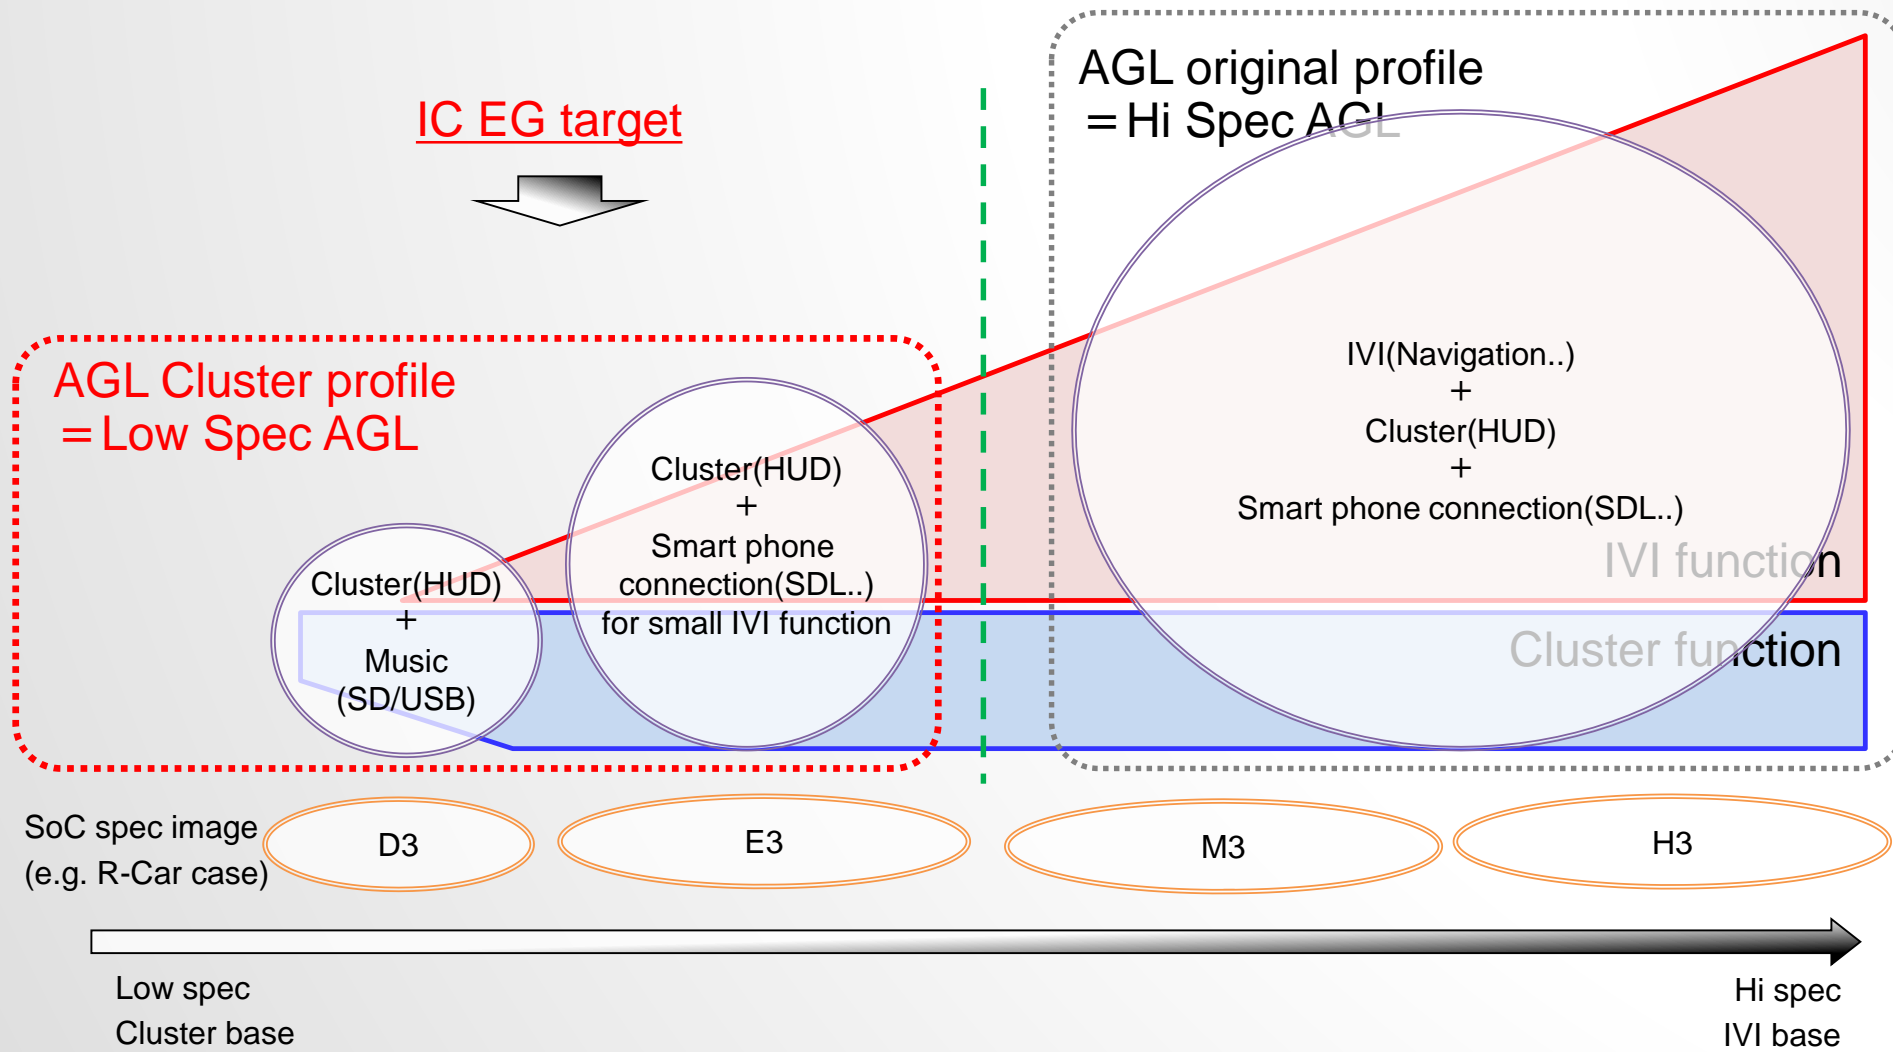 IC EG target
AGL original profile
＝Hi Spec AGL
AGL Cluster profile
＝Low Spec AGL
Cluster(HUD)
＋
Music
(SD/USB)
Cluster(HUD)
＋
Smart phone
connection(SDL..)
for small IVI function
IVI(Navigation..)
＋
Cluster(HUD)
＋
Smart phone connection(SDL..)
IVI function
Cluster function
SoC spec image
(e.g. R-Car case)
D3
E3
M3
H3
Low spec
Cluster base
Hi spec
IVI base